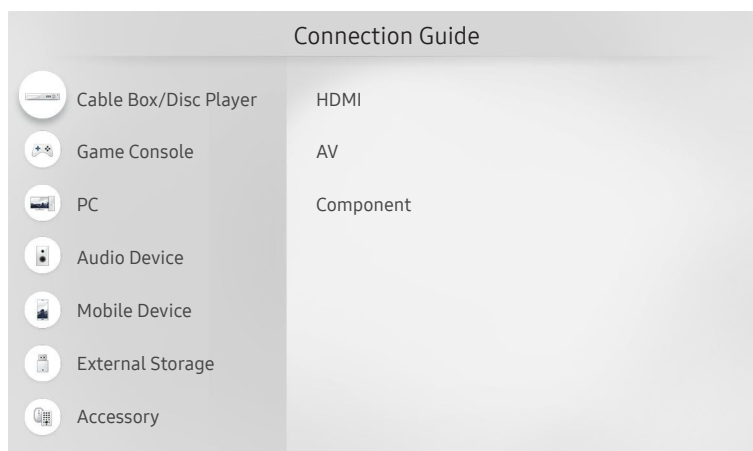 Connection Guide
Cable Box/Disc Player
HDMI
Game Console
AV
PC
Component
Audio Device
Mobile Device
External Storage
Accessory